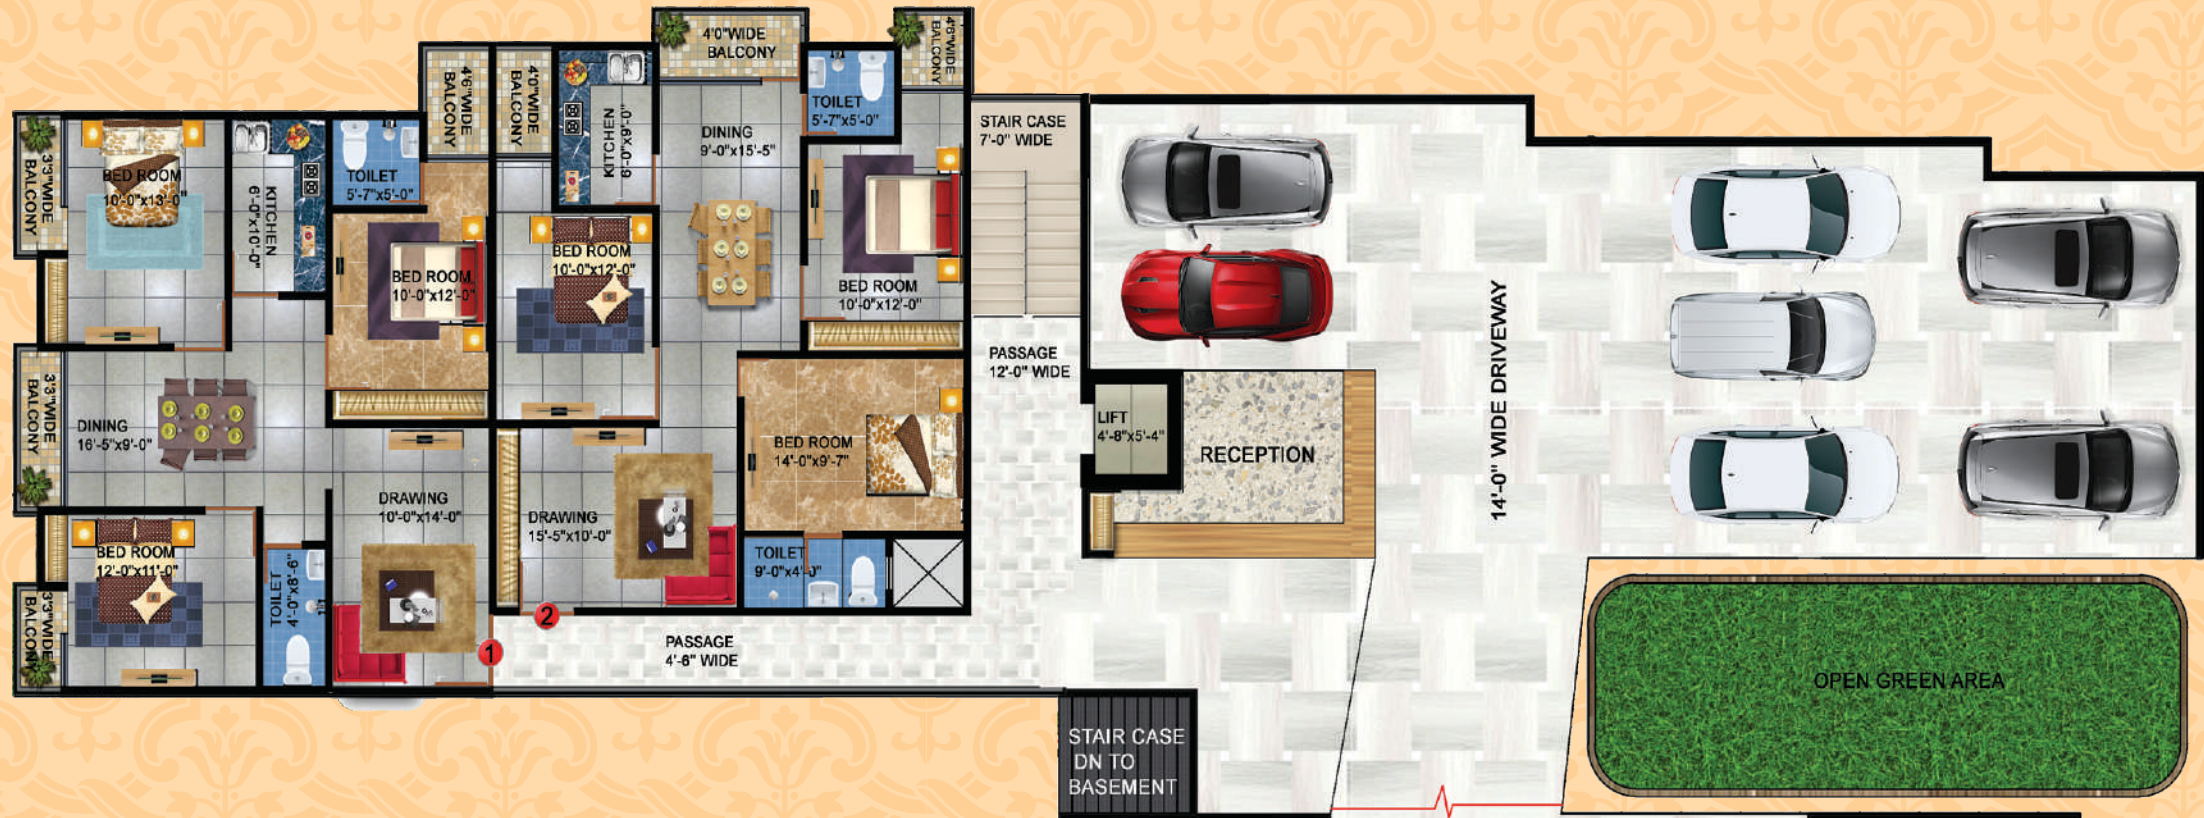 3'3"WIDE
BALCONY
BED ROOM
10'-0"x13'-0"
KITCHEN
6'-0"x10'-0"
TOILET
5'-7"x5'-0"
4'6"WIDE
BALCONY
4'0"WIDE
BALCONY
KITCHEN
6'-0"x9'-0"
4'0"WIDE
BALCONY
DINING
9'-0"x15'-5"
TOILET
5'-7"x5'-0"
4'6"WIDE
BALCONY
BED ROOM
10'-0"x12'-0"
BED ROOM
10'-0"x12'-0"
BED ROOM
10'-0"x12'-0"
3'3"WIDE
BALCONY
DINING
16'-5"x9'-0"
DRAWING
10'-0"x14'-0"
DRAWING
15'-5"x10'-0"
BED ROOM
14'-0"x9'-7"
BED ROOM
12'-0"x11'-0"
TOILET
4'-0"x8'-6"
TOILET
9'-0"x4'-0"
3'3"WIDE
BALCONY
1
2
PASSAGE
4'-6" WIDE
STAIR CASE
7'-0" WIDE
PASSAGE
12'-0" WIDE
LIFT
4'-8"x5'-4"
RECEPTION
14'-0" WIDE DRIVEWAY
OPEN GREEN AREA
STAIR CASE
DN TO
BASEMENT